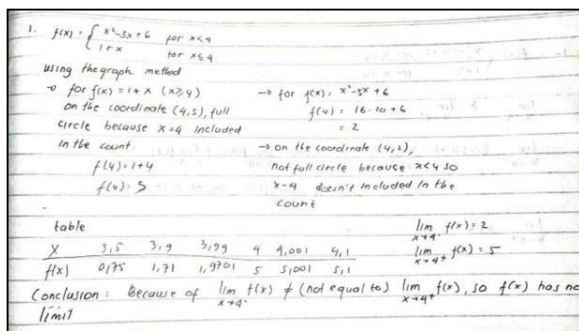 1. f(x) = { x² - 5x + 6 for x < 4
1 + x for x ≤ 4
using the graph method
→ for f(x) = 1 + x (x ≥ 4)
on the coordinate (4,5), full
circle because x = 4 included
in the count.
f(4) = 1 + 4
f(4) = 5
→ for f(x) = x² - 5x + 6
f(4) = 16 - 20 + 6
= 2
→ on the coordinate (4,2),
not full circle because x < 4 so
x = 4 doesn't included in the
count
table
x 3,5 3,9 3,99 4 4,001 4,1
f(x) 0,75 1,71 1,9701 5 5,001 5,1
lim x→4⁻ f(x) = 2
lim x→4⁺ f(x) = 5
Conclusion : Because of lim x→4⁻ f(x) ≠ (not equal to) lim x→4⁺ f(x), so f(x) has no
limit